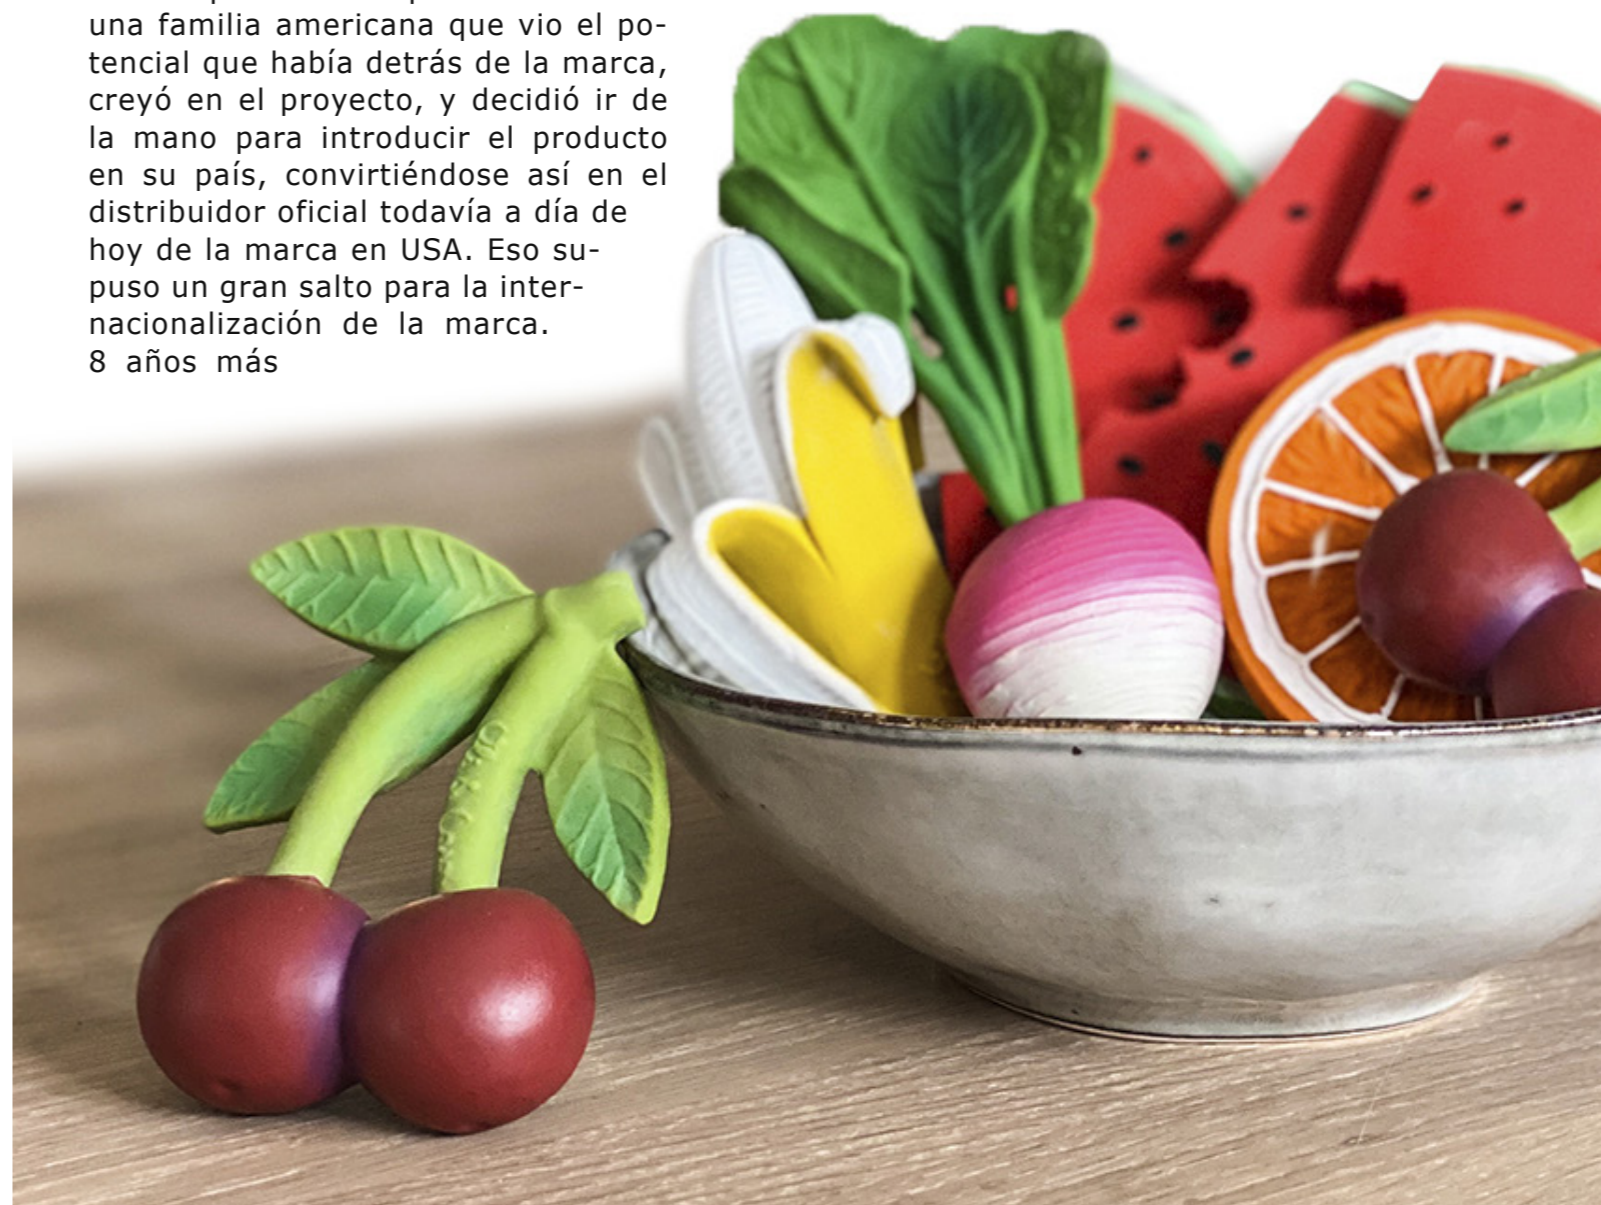 una familia americana que vio el po-
tencial que había detrás de la marca,
creyó en el proyecto, y decidió ir de
la mano para introducir el producto
en su país, convirtiéndose así en el
distribuidor oficial todavía a día de
hoy de la marca en USA. Eso su-
puso un gran salto para la inter-
nacionalización de la marca.
8 años más